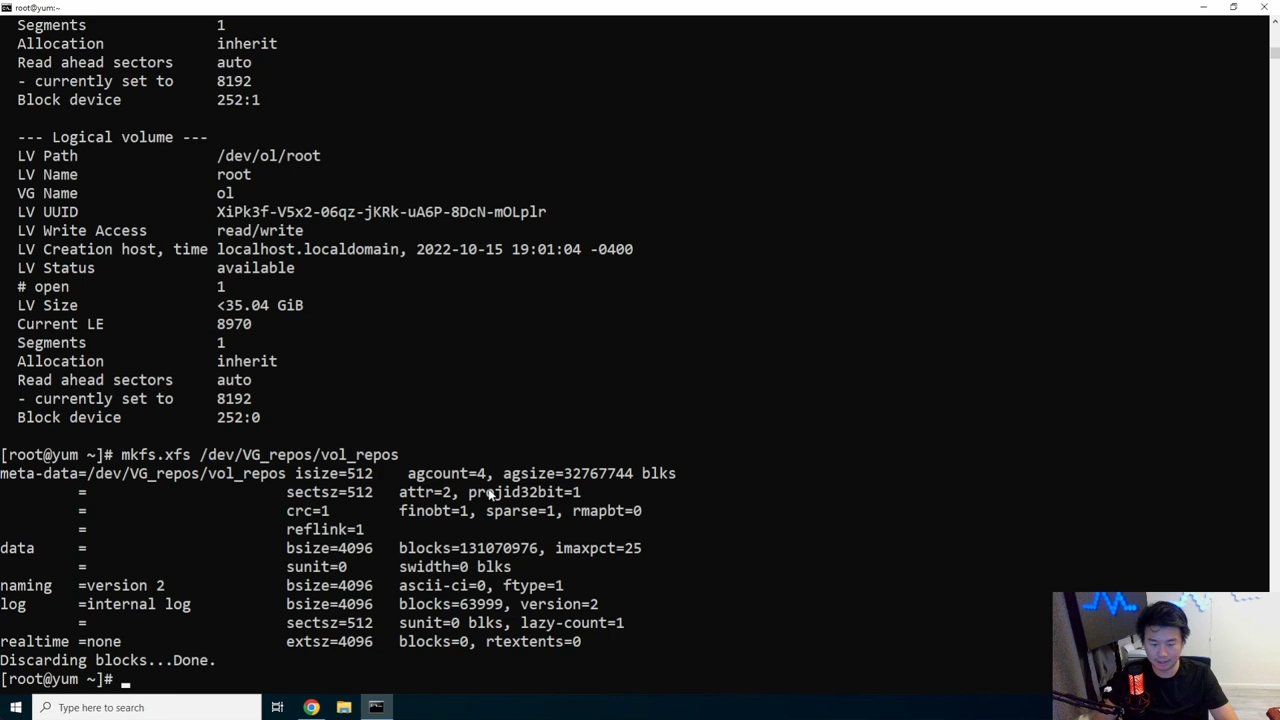 root@yum:~
Segments 1
Allocation inherit
Read ahead sectors auto
- currently set to 8192
Block device 252:1
--- Logical volume ---
LV Path /dev/ol/root
LV Name root
VG Name ol
LV UUID XiPk3f-V5x2-06qz-jKRk-uA6P-8DcN-mOLplr
LV Write Access read/write
LV Creation host, time localhost.localdomain, 2022-10-15 19:01:04 -0400
LV Status available
# open 1
LV Size <35.04 GiB
Current LE 8970
Segments 1
Allocation inherit
Read ahead sectors auto
- currently set to 8192
Block device 252:0
[root@yum ~]# mkfs.xfs /dev/VG_repos/vol_repos
meta-data=/dev/VG_repos/vol_repos isize=512 agcount=4, agsize=32767744 blks
= sectsz=512 attr=2, projid32bit=1
= crc=1 finobt=1, sparse=1, rmapbt=0
= reflink=1
data = bsize=4096 blocks=131070976, imaxpct=25
= sunit=0 swidth=0 blks
naming =version 2 bsize=4096 ascii-ci=0, ftype=1
log =internal log bsize=4096 blocks=63999, version=2
= sectsz=512 sunit=0 blks, lazy-count=1
realtime =none extsz=4096 blocks=0, rtextents=0
Discarding blocks...Done.
[root@yum ~]# _
Type here to search